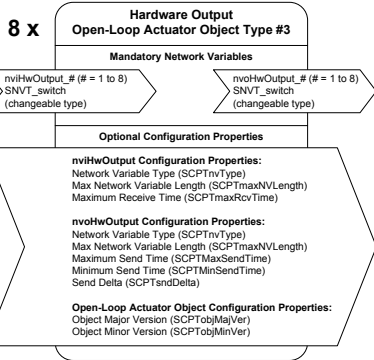 8 x
Hardware Output
Open-Loop Actuator Object Type #3
Mandatory Network Variables
nviHwOutput_# (# = 1 to 8)
SNVT_switch
(changeable type)
nvoHwOutput_# (# = 1 to 8)
SNVT_switch
(changeable type)
Optional Configuration Properties
nviHwOutput Configuration Properties:
Network Variable Type (SCPTnvType)
Max Network Variable Length (SCPTmaxNVLength)
Maximum Receive Time (SCPTmaxRcvTime)
nvoHwOutput Configuration Properties:
Network Variable Type (SCPTnvType)
Max Network Variable Length (SCPTmaxNVLength)
Maximum Send Time (SCPTMaxSendTime)
Minimum Send Time (SCPTMinSendTime)
Send Delta (SCPTsndDelta)
Open-Loop Actuator Object Configuration Properties:
Object Major Version (SCPTobjMajVer)
Object Minor Version (SCPTobjMinVer)